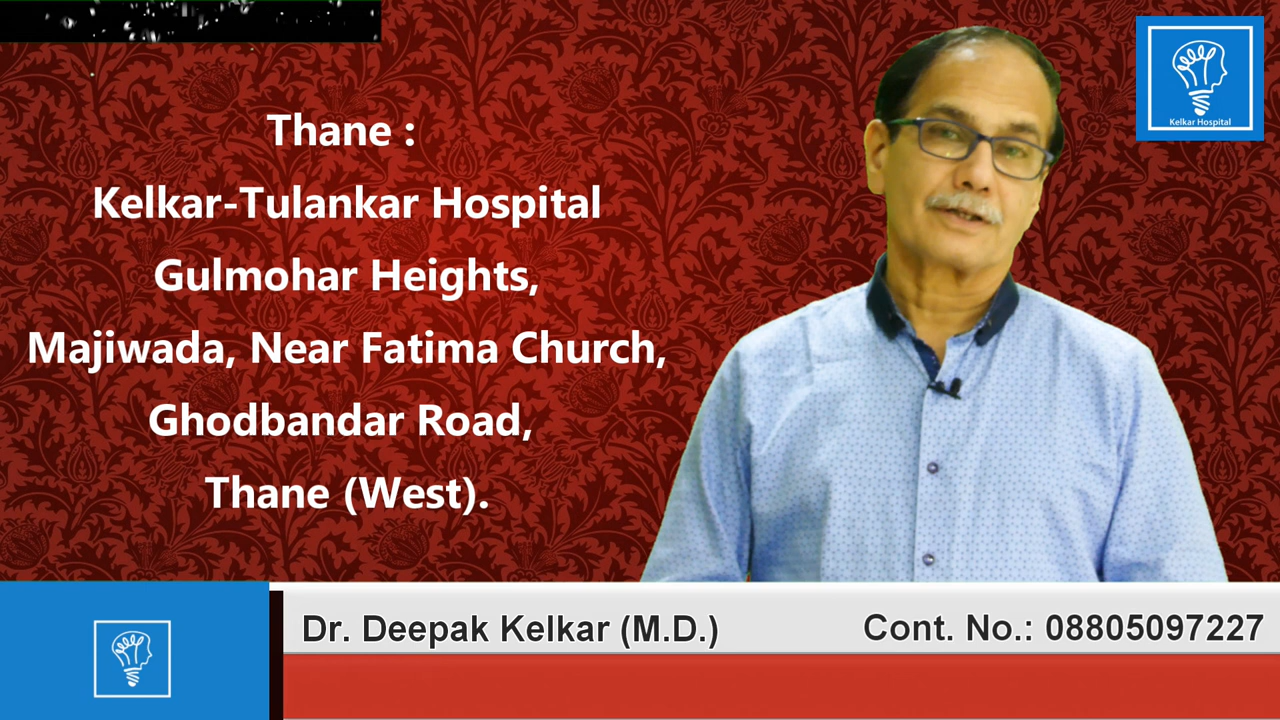 Thane :
Kelkar-Tulankar Hospital
Gulmohar Heights,
Majiwada, Near Fatima Church,
Ghodbandar Road,
Thane (West).
Kelkar Hospital
Dr. Deepak Kelkar (M.D.)
Cont. No.: 08805097227